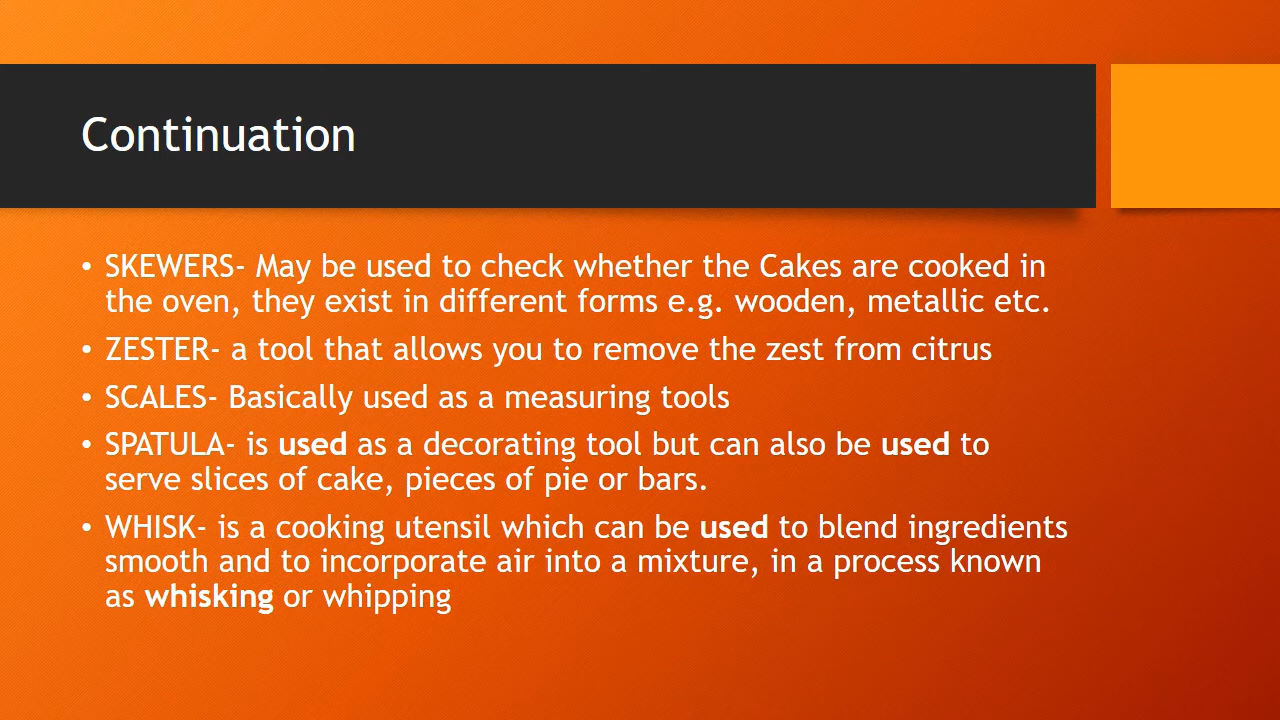 Continuation
• SKEWERS- May be used to check whether the Cakes are cooked in
the oven, they exist in different forms e.g. wooden, metallic etc.
• ZESTER- a tool that allows you to remove the zest from citrus
• SCALES- Basically used as a measuring tools
• SPATULA- is used as a decorating tool but can also be used to
serve slices of cake, pieces of pie or bars.
• WHISK- is a cooking utensil which can be used to blend ingredients
smooth and to incorporate air into a mixture, in a process known
as whisking or whipping